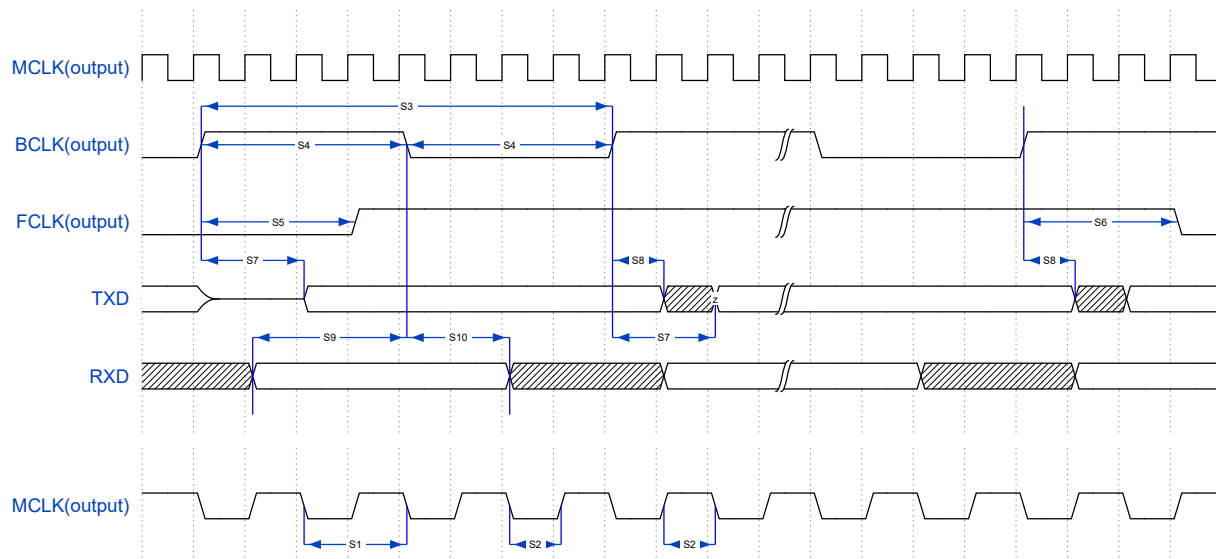 MCLK(output)
S3
BCLK(output)
S4 S4
FCLK(output)
S5 S6
S7 S8 S8
TXD
z
S9 S10 S7
RXD
MCLK(output)
S1 S2 S2